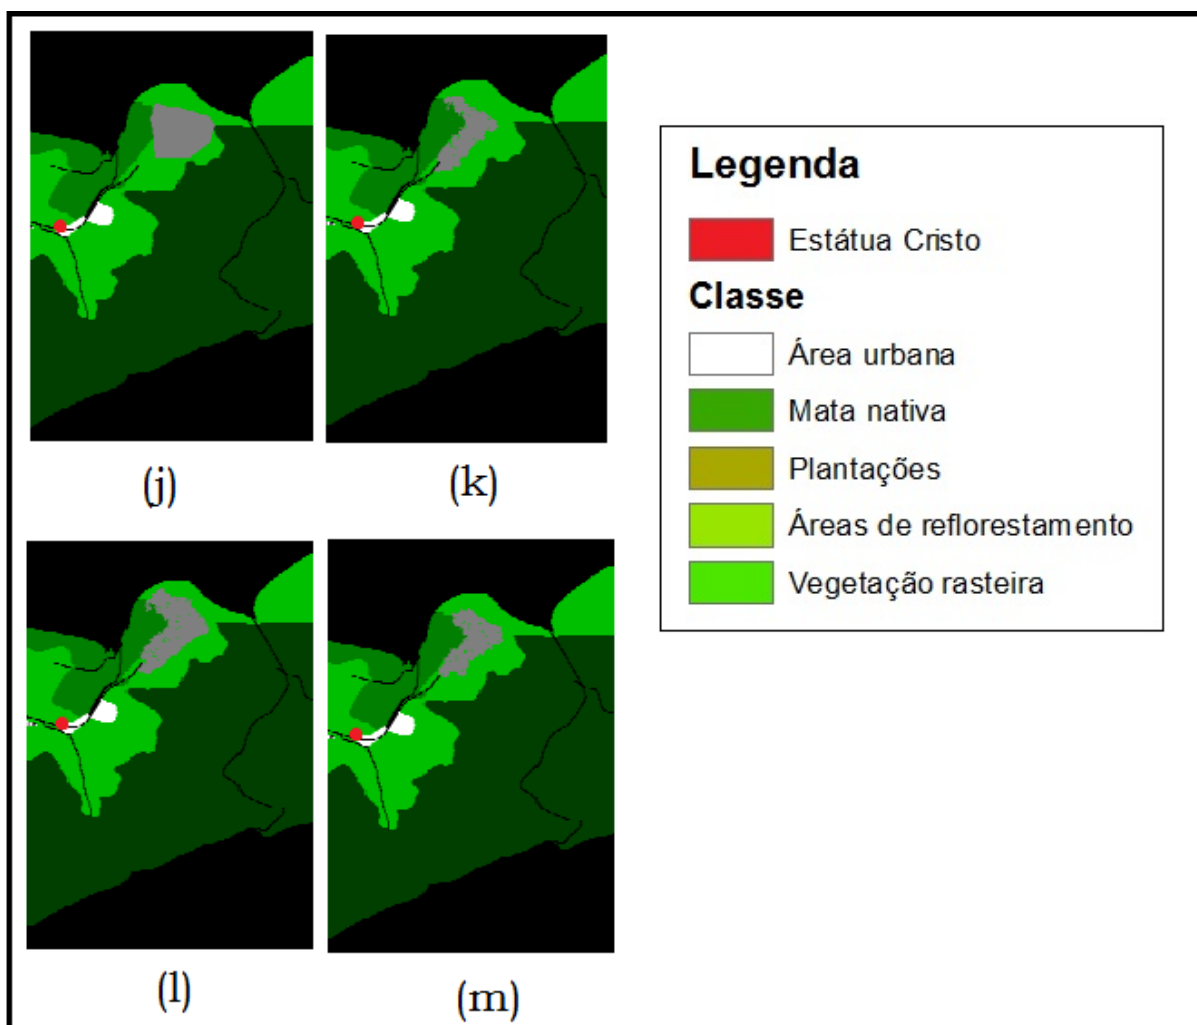 (j)
(k)
(l)
(m)
Legenda
Estátua Cristo
Classe
Área urbana
Mata nativa
Plantações
Áreas de reflorestamento
Vegetação rasteira